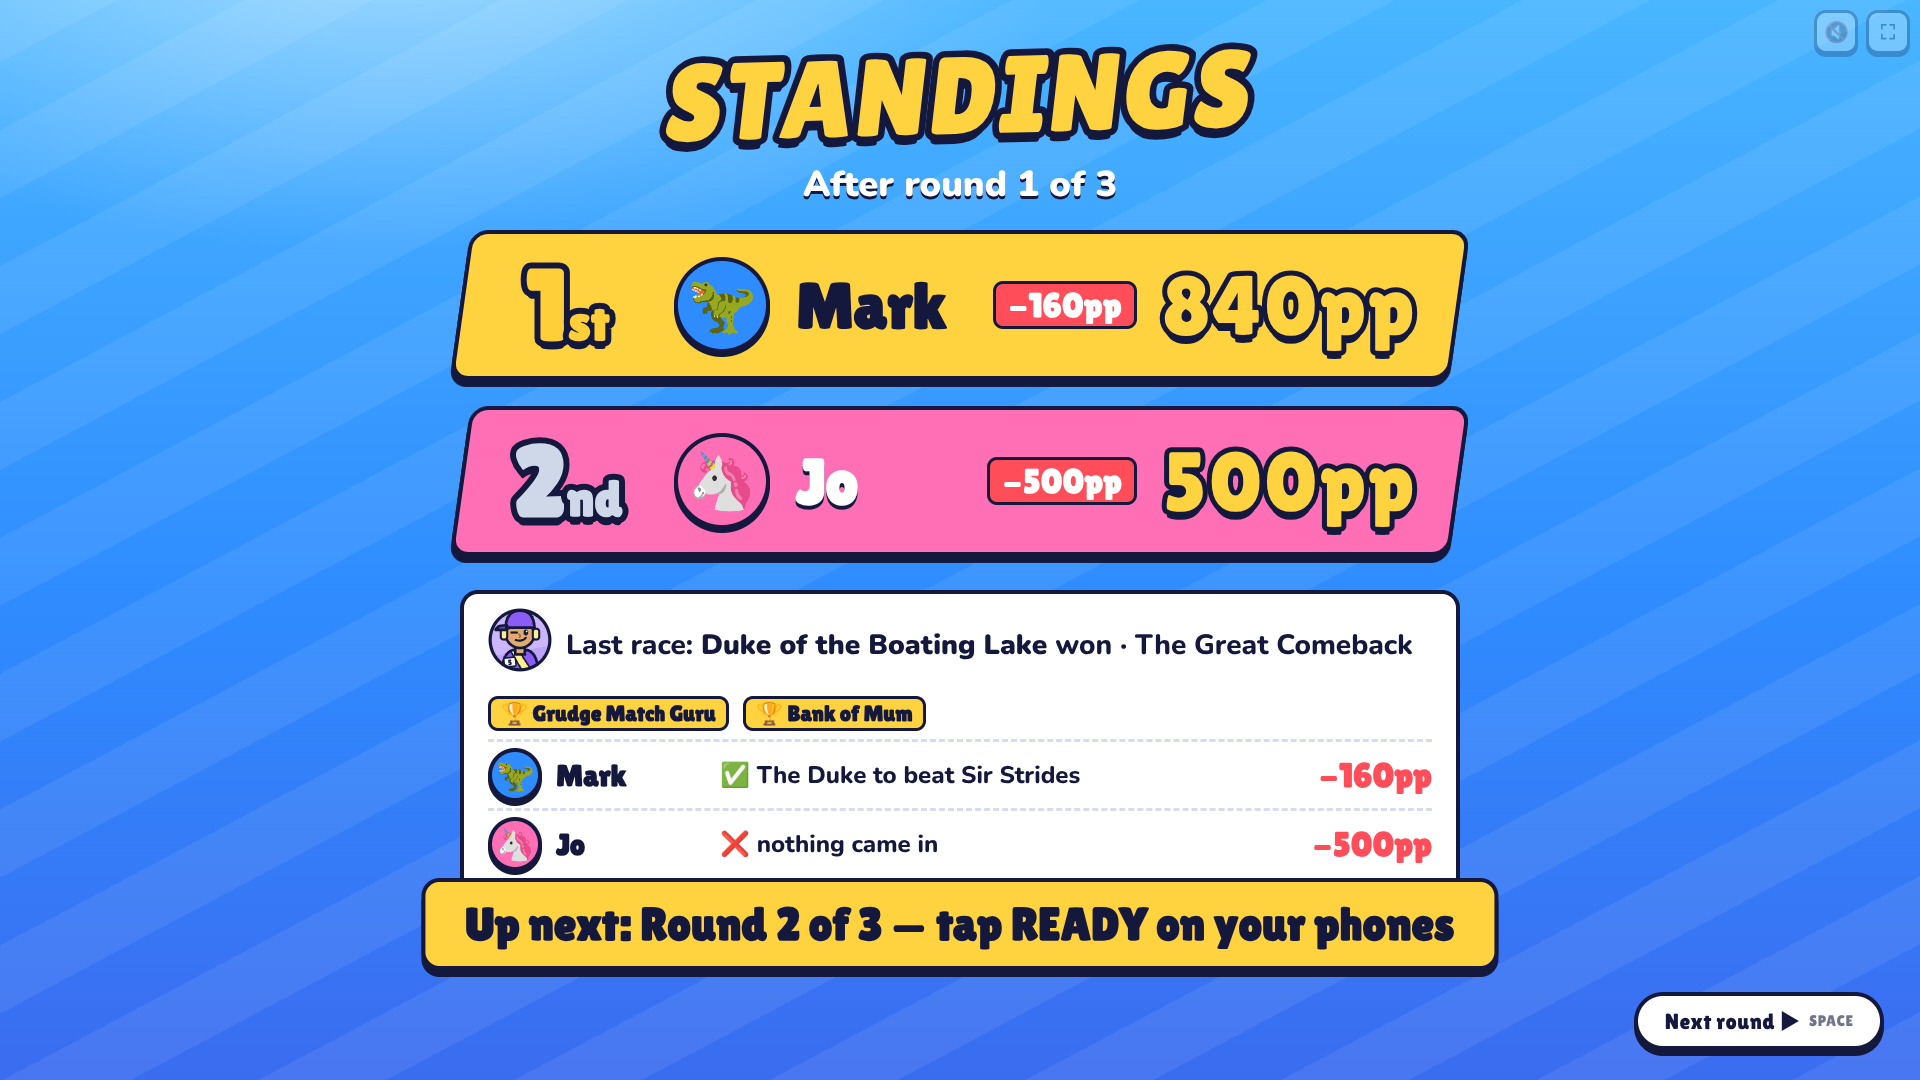 STANDINGS
After round 1 of 3
1st Mark -160pp 840pp
2nd Jo -500pp 500pp
Last race: Duke of the Boating Lake won · The Great Comeback
🏆 Grudge Match Guru 🏆 Bank of Mum
Mark ✅ The Duke to beat Sir Strides -160pp
Jo ❌ nothing came in -500pp
Up next: Round 2 of 3 — tap READY on your phones
Next round ▶ SPACE